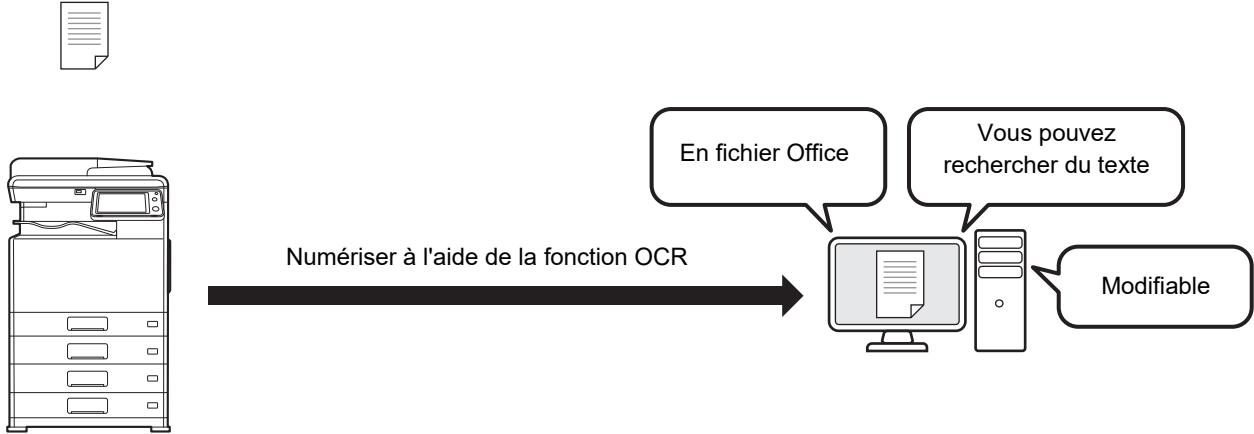 En fichier Office
Vous pouvez
rechercher du texte
Numériser à l'aide de la fonction OCR
Modifiable